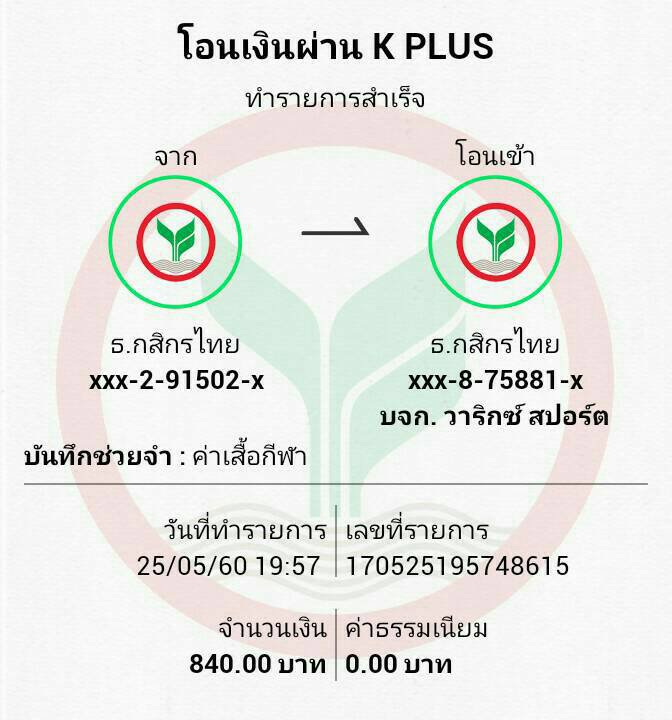 โอนเงินผ่าน K PLUS
ทำรายการสำเร็จ
จาก
โอนเข้า
ธ.กสิกรไทย
xxx-2-91502-x
ธ.กสิกรไทย
xxx-8-75881-x
บจก. วาริกซ์ สปอร์ต
บันทึกช่วยจำ : ค่าเสื้อกีฬา
วันที่ทำรายการ
25/05/60 19:57
เลขที่รายการ
170525195748615
จำนวนเงิน
840.00 บาท
ค่าธรรมเนียม
0.00 บาท